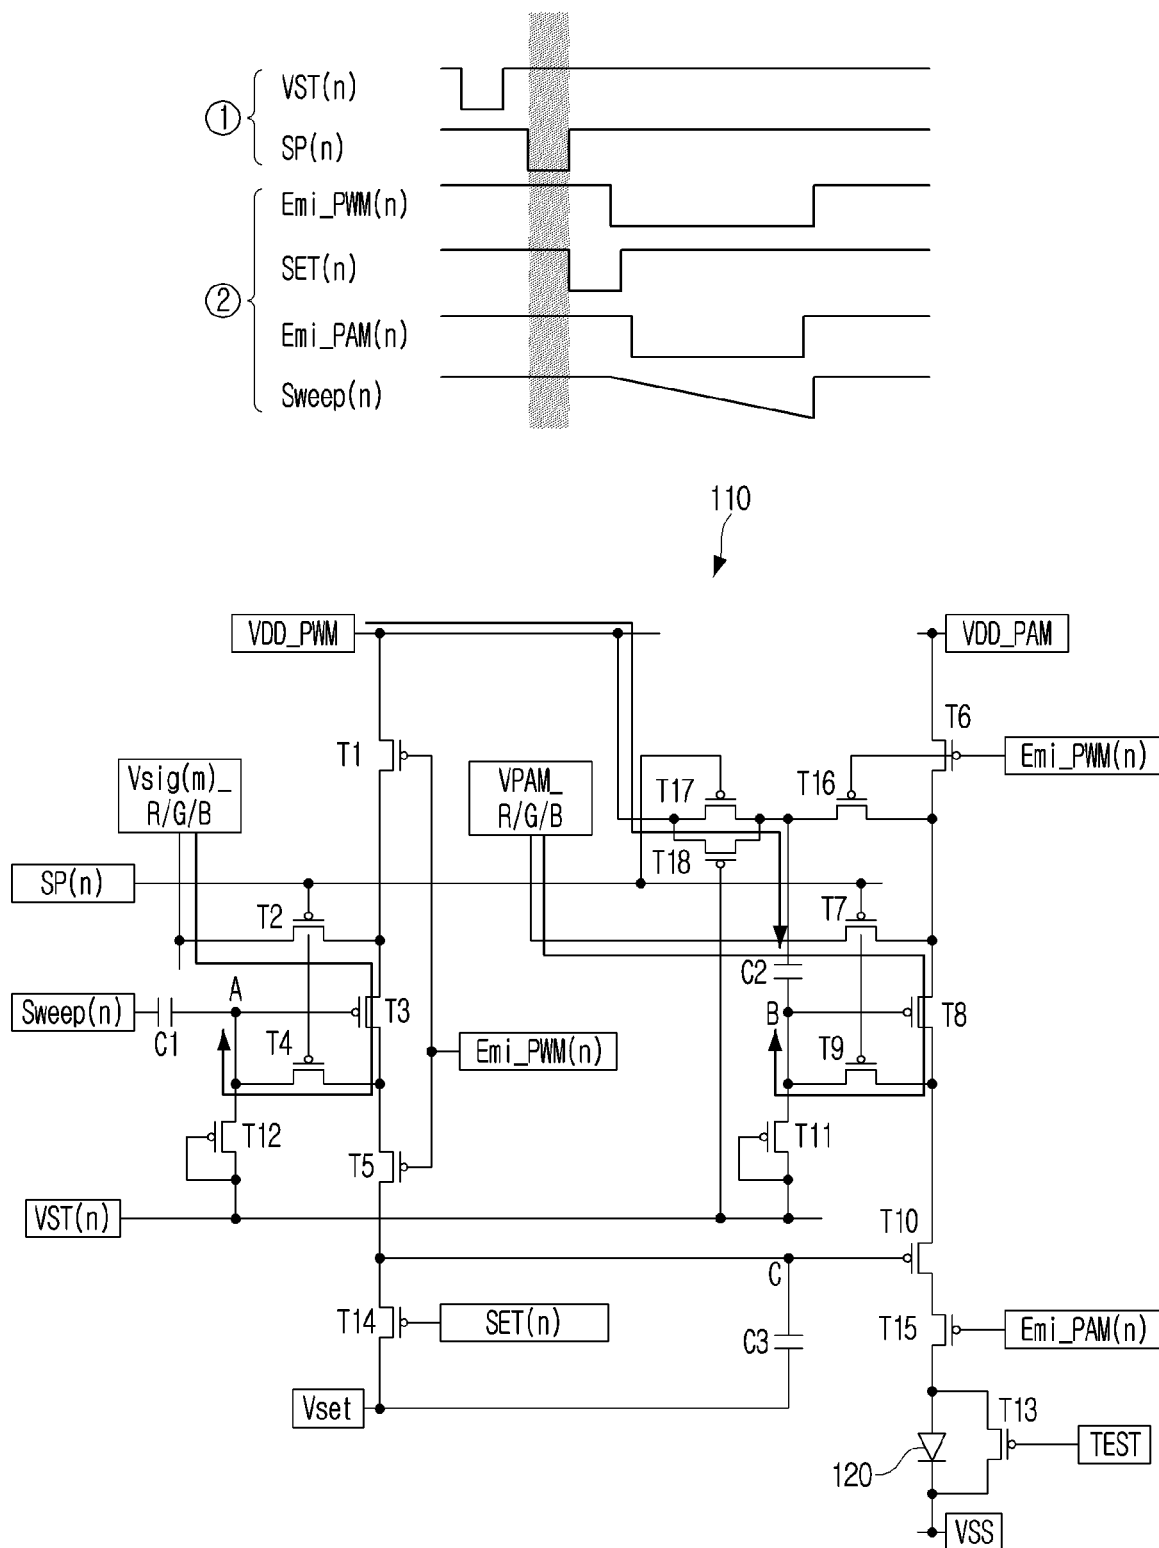 ① VST(n)
SP(n)
② Emi_PWM(n)
SET(n)
Emi_PAM(n)
Sweep(n)
110
VDD_PWM
VDD_PAM
T6
T1
Emi_PWM(n)
Vsig(m)_
R/G/B
VPAM_
R/G/B
T17
T16
T18
SP(n)
T2
T7
C2
A
Sweep(n)
C1
T3
B
T8
T4
T9
Emi_PWM(n)
T12
T5
T11
VST(n)
T10
C
T14
SET(n)
C3
T15
Emi_PAM(n)
Vset
T13
120
TEST
VSS